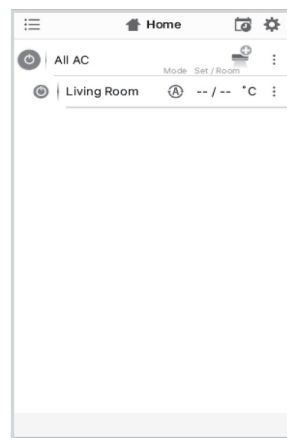 Home
All AC
Mode Set / Room
Living Room A -- / -- °C